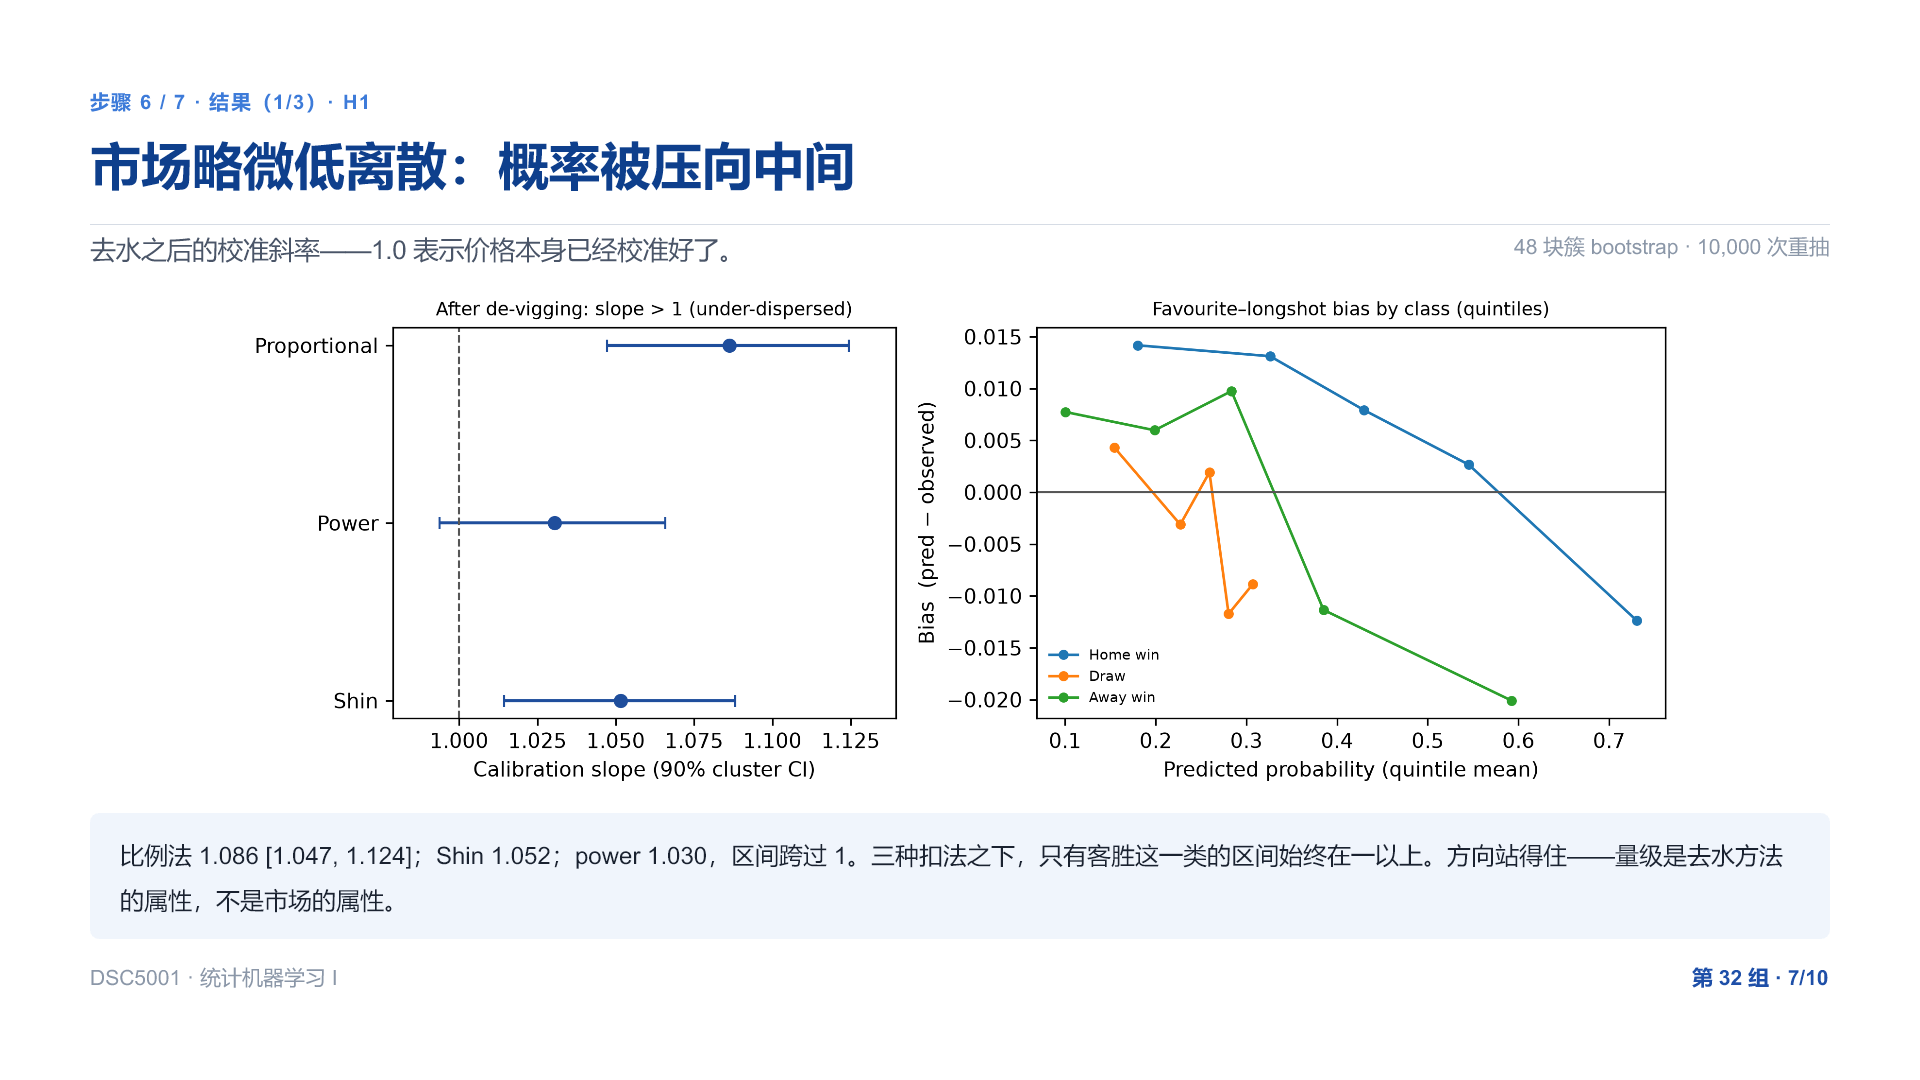 步骤 6 / 7 · 结果（1/3）· H1
市场略微低离散：概率被压向中间
去水之后的校准斜率——1.0 表示价格本身已经校准好了。
48 块簇 bootstrap · 10,000 次重抽
After de-vigging: slope > 1 (under-dispersed)
Proportional
Power
Shin
1.000 1.025 1.050 1.075 1.100 1.125
Calibration slope (90% cluster CI)
Favourite–longshot bias by class (quintiles)
Bias (pred − observed)
0.015
0.010
0.005
0.000
−0.005
−0.010
−0.015
−0.020
Home win
Draw
Away win
0.1 0.2 0.3 0.4 0.5 0.6 0.7
Predicted probability (quintile mean)
比例法 1.086 [1.047, 1.124]；Shin 1.052；power 1.030，区间跨过 1。三种扣法之下，只有客胜这一类的区间始终在一以上。方向站得住——量级是去水方法
的属性，不是市场的属性。
DSC5001 · 统计机器学习 I
第 32 组 · 7/10